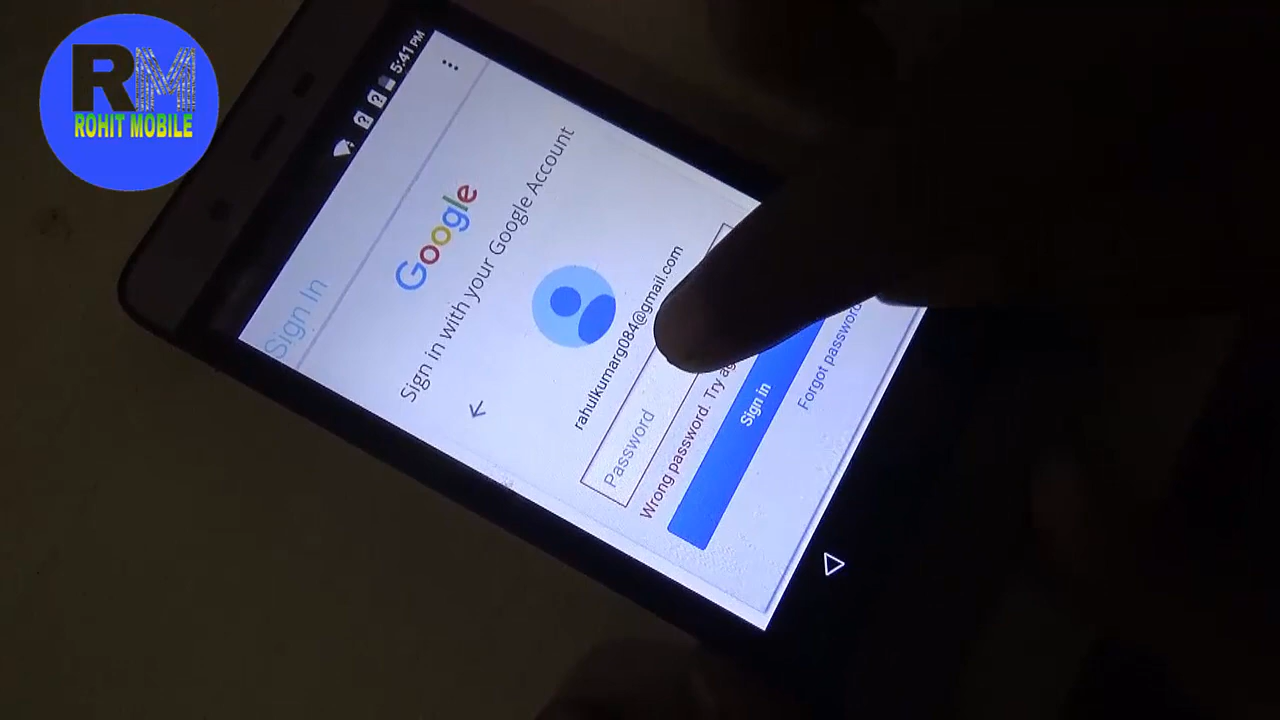 RM
ROHIT MOBILE
5:41 PM
Sign In
Google
Sign in with your Google Account
rahulkumarg084@gmail.com
Password
Wrong password. Try
Sign in
Forgot password